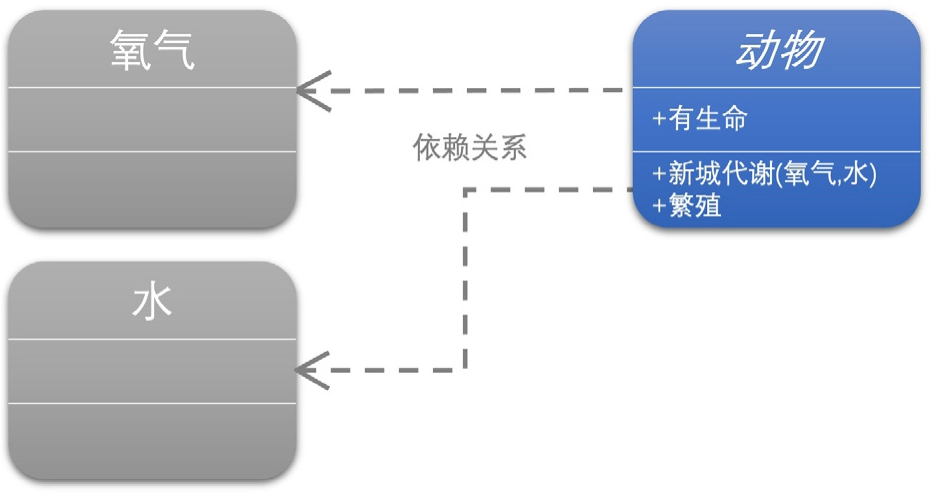 氧气
动物
+有生命
依赖关系
+新城代谢(氧气,水)
+繁殖
水